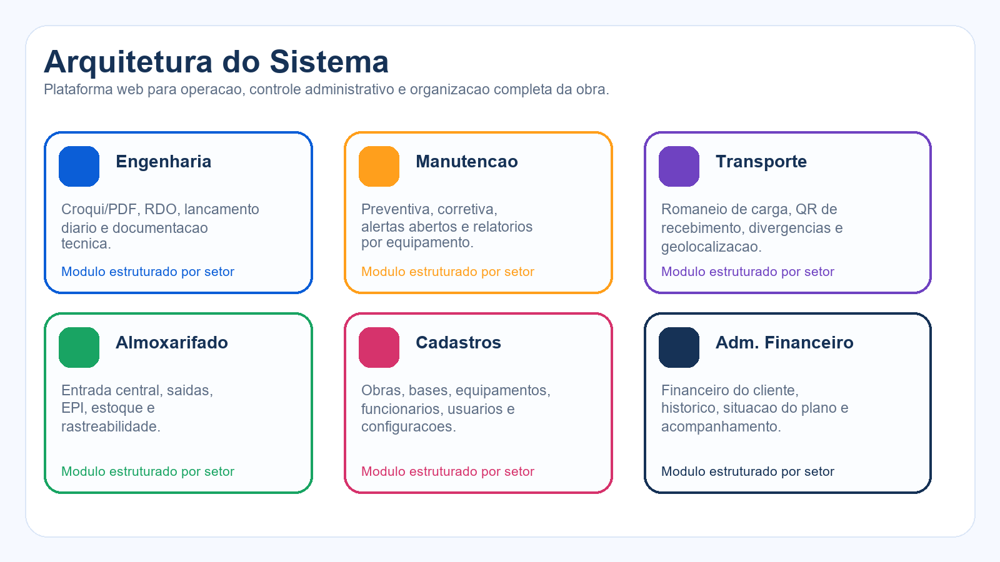 Arquitetura do Sistema
Plataforma web para operacao, controle administrativo e organizacao completa da obra.
Engenharia
Croqui/PDF, RDO, lancamento
diario e documentacao
tecnica.
Modulo estruturado por setor
Manutencao
Preventiva, corretiva,
alertas abertos e relatorios
por equipamento.
Modulo estruturado por setor
Transporte
Romaneio de carga, QR de
recebimento, divergencias e
geolocalizacao.
Modulo estruturado por setor
Almoxarifado
Entrada central, saidas,
EPI, estoque e
rastreabilidade.
Modulo estruturado por setor
Cadastros
Obras, bases, equipamentos,
funcionarios, usuarios e
configuracoes.
Modulo estruturado por setor
Adm. Financeiro
Financeiro do cliente,
historico, situacao do plano e
acompanhamento.
Modulo estruturado por setor